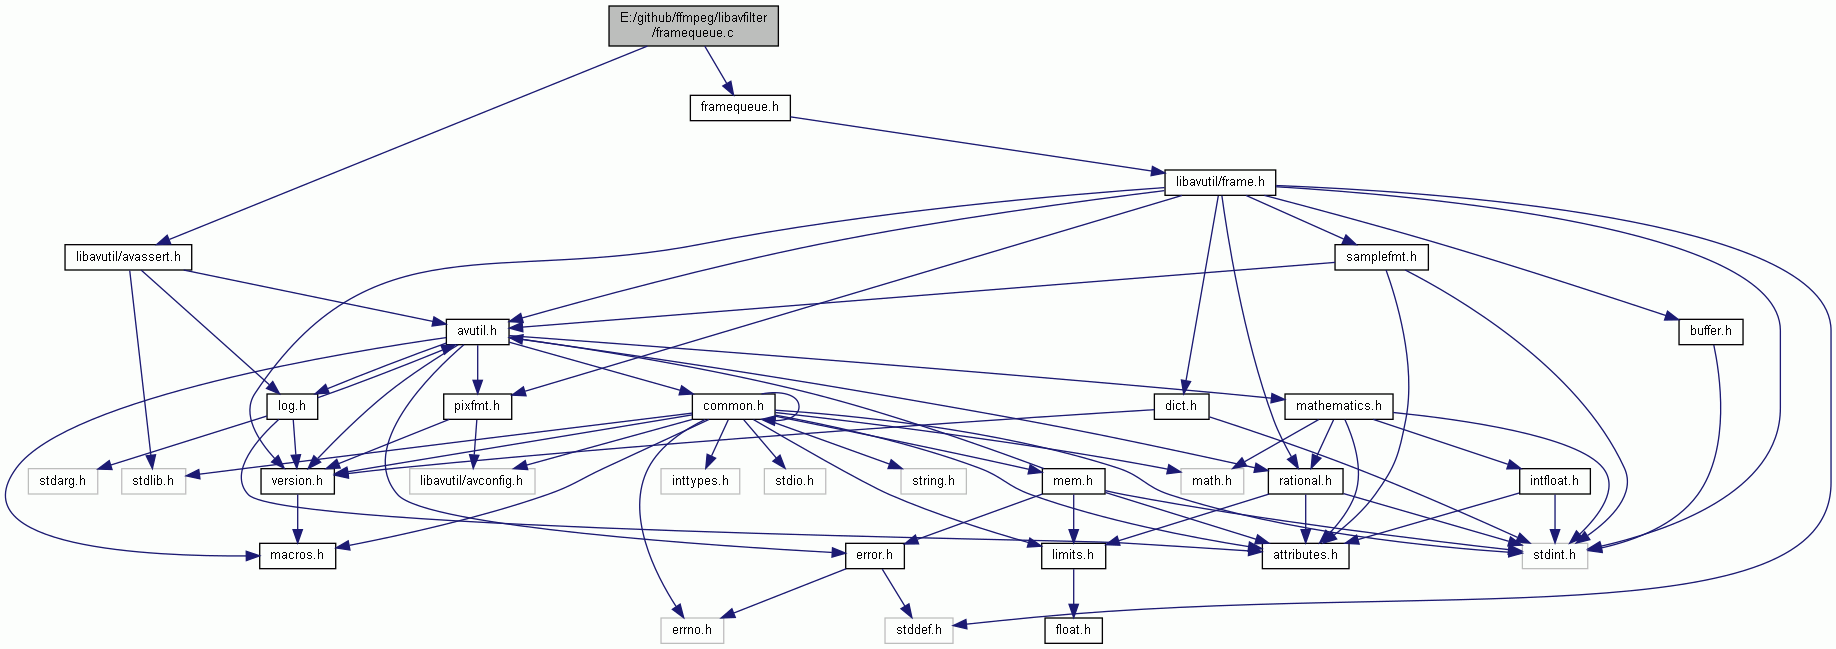 E:/github/ffmpeg/libavfilter
/framequeue.c
framequeue.h
libavutil/frame.h
libavutil/avassert.h
samplefmt.h
avutil.h
buffer.h
log.h
pixfmt.h
common.h
dict.h
mathematics.h
stdarg.h
stdlib.h
version.h
libavutil/avconfig.h
inttypes.h
stdio.h
string.h
mem.h
math.h
rational.h
intfloat.h
macros.h
error.h
limits.h
attributes.h
stdint.h
errno.h
stddef.h
float.h